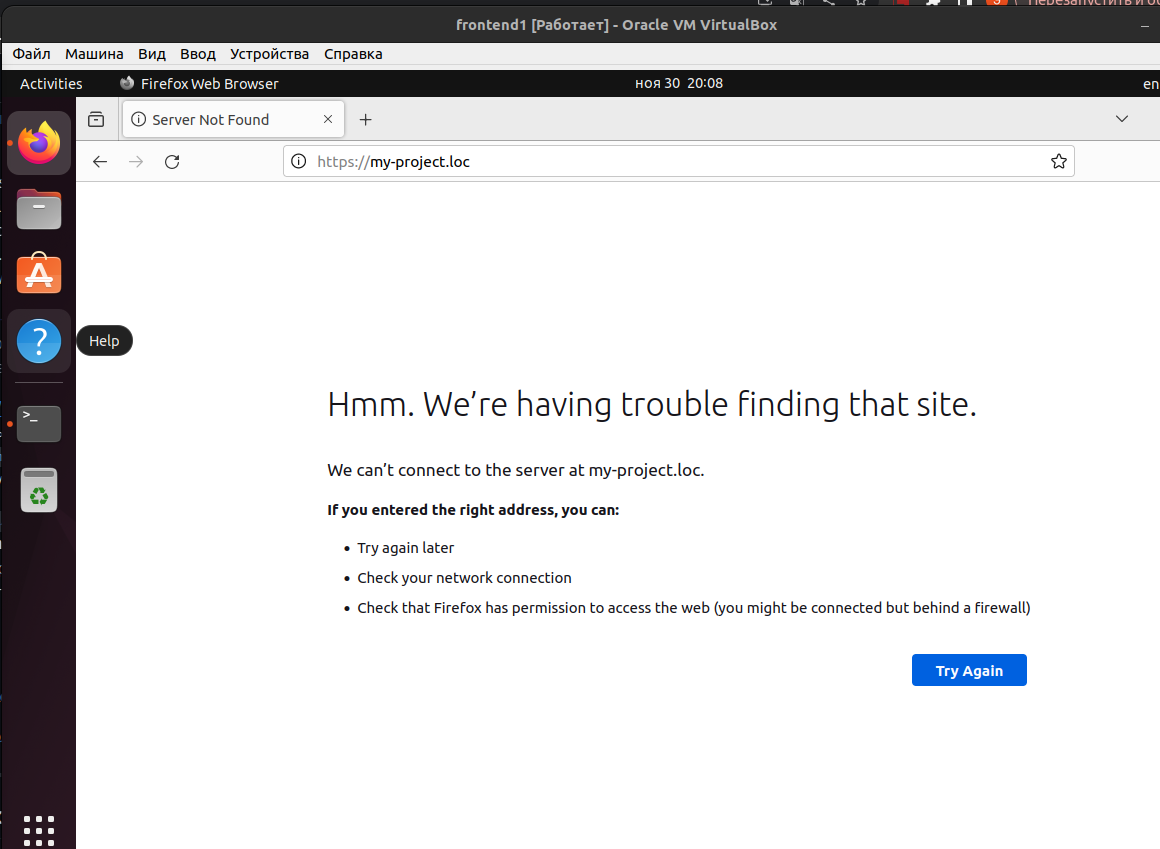 Перезапустить и о
frontend1 [Работает] - Oracle VM VirtualBox
Файл Машина Вид Ввод Устройства Справка
Activities Firefox Web Browser ноя 30 20:08 en
Server Not Found
https://my-project.loc
Help
Hmm. We’re having trouble finding that site.
We can’t connect to the server at my-project.loc.
If you entered the right address, you can:
• Try again later
• Check your network connection
• Check that Firefox has permission to access the web (you might be connected but behind a firewall)
Try Again